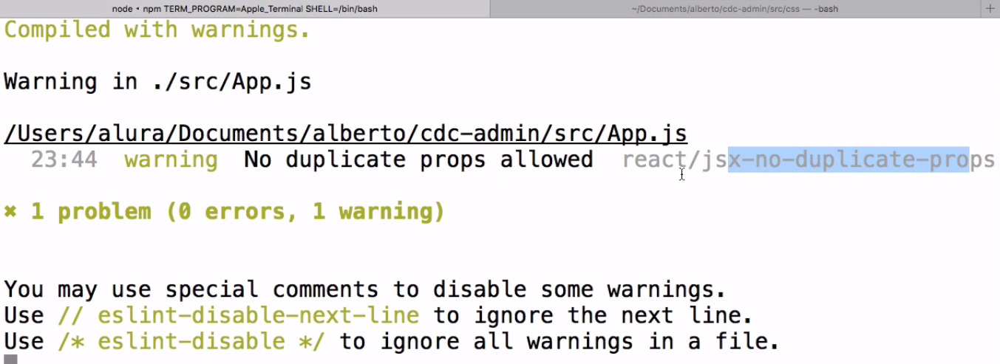 node • npm TERM_PROGRAM=Apple_Terminal SHELL=/bin/bash
~/Documents/alberto/cdc-admin/src/css — -bash
Compiled with warnings.
Warning in ./src/App.js
/Users/alura/Documents/alberto/cdc-admin/src/App.js
23:44 warning No duplicate props allowed react/jsx-no-duplicate-props
✖ 1 problem (0 errors, 1 warning)
You may use special comments to disable some warnings.
Use // eslint-disable-next-line to ignore the next line.
Use /* eslint-disable */ to ignore all warnings in a file.